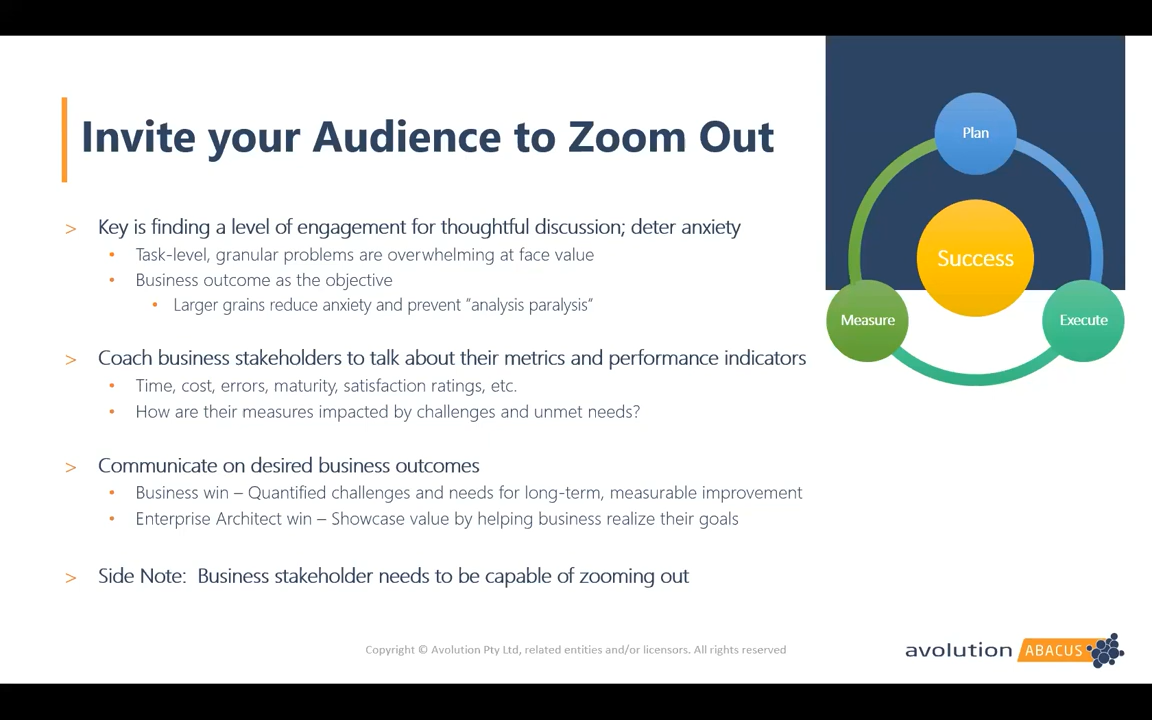 Invite your Audience to Zoom Out
> Key is finding a level of engagement for thoughtful discussion; deter anxiety
• Task-level, granular problems are overwhelming at face value
• Business outcome as the objective
• Larger grains reduce anxiety and prevent “analysis paralysis”
> Coach business stakeholders to talk about their metrics and performance indicators
• Time, cost, errors, maturity, satisfaction ratings, etc.
• How are their measures impacted by challenges and unmet needs?
> Communicate on desired business outcomes
• Business win – Quantified challenges and needs for long-term, measurable improvement
• Enterprise Architect win – Showcase value by helping business realize their goals
> Side Note:  Business stakeholder needs to be capable of zooming out
Plan
Success
Measure
Execute
Copyright © Avolution Pty Ltd, related entities and/or licensors. All rights reserved
avolution ABACUS